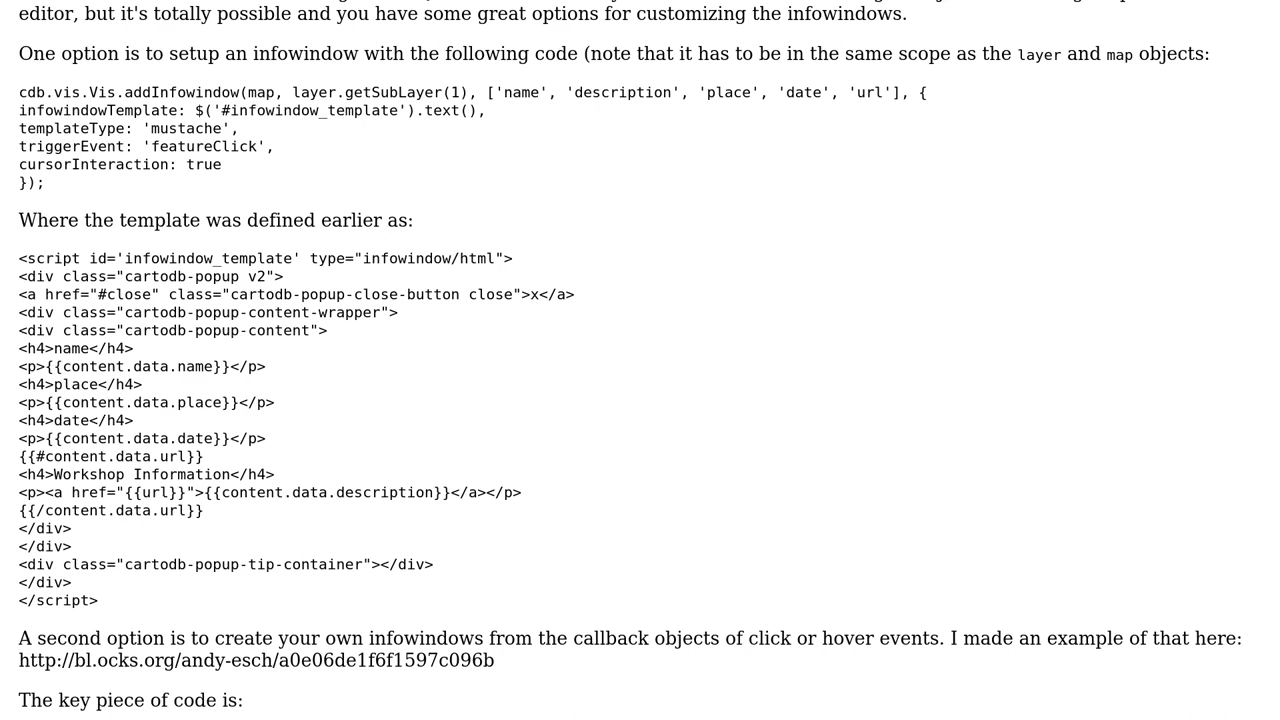 editor, but it's totally possible and you have some great options for customizing the infowindows.
One option is to setup an infowindow with the following code (note that it has to be in the same scope as the layer and map objects:
cdb.vis.Vis.addInfowindow(map, layer.getSubLayer(1), ['name', 'description', 'place', 'date', 'url'], {
infowindowTemplate: $('#infowindow_template').text(),
templateType: 'mustache',
triggerEvent: 'featureClick',
cursorInteraction: true
});
Where the template was defined earlier as:
<script id='infowindow_template' type="infowindow/html">
<div class="cartodb-popup v2">
<a href="#close" class="cartodb-popup-close-button close">x</a>
<div class="cartodb-popup-content-wrapper">
<div class="cartodb-popup-content">
<h4>name</h4>
<p>{{content.data.name}}</p>
<h4>place</h4>
<p>{{content.data.place}}</p>
<h4>date</h4>
<p>{{content.data.date}}</p>
{{#content.data.url}}
<h4>Workshop Information</h4>
<p><a href="{{url}}">{{content.data.description}}</a></p>
{{/content.data.url}}
</div>
</div>
<div class="cartodb-popup-tip-container"></div>
</div>
</script>
A second option is to create your own infowindows from the callback objects of click or hover events. I made an example of that here:
http://bl.ocks.org/andy-esch/a0e06de1f6f1597c096b
The key piece of code is: